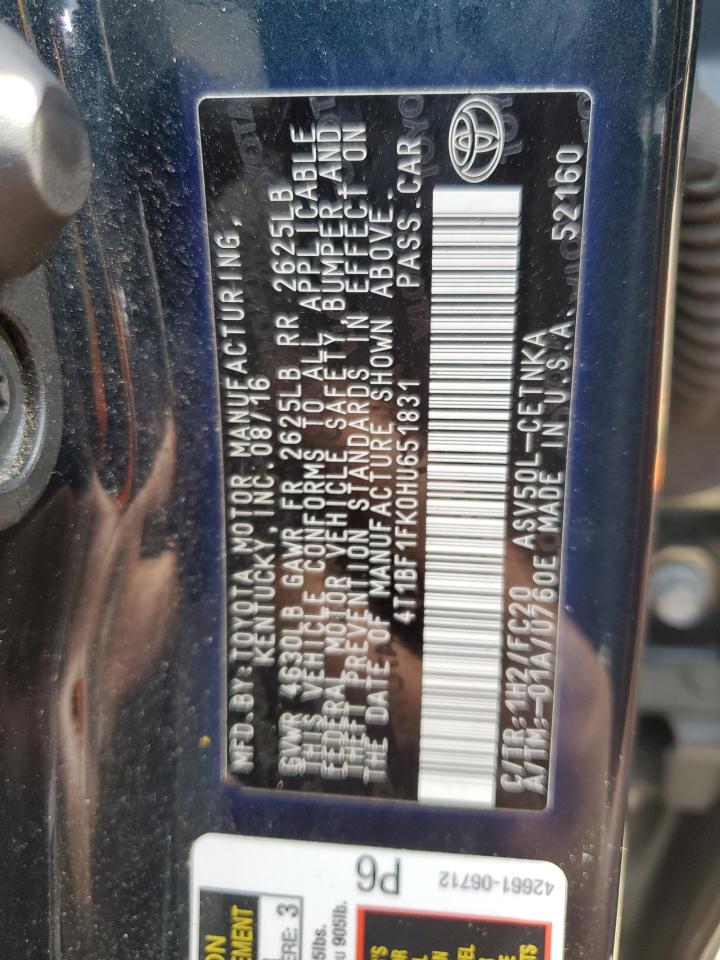 MFD.BY:TOYOTA MOTOR MANUFACTURING,
KENTUCKY, INC. 08/16
GVWR 4630LB GAWR FR 2625LB RR 2625LB
THIS VEHICLE CONFORMS TO ALL APPLICABLE
FEDERAL MOTOR VEHICLE SAFETY, BUMPER AND
THEFT PREVENTION STANDARDS IN EFFECT ON
THE DATE OF MANUFACTURE SHOWN ABOVE.
4T1BF1FK0HU651831 PASS.CAR
C/TR:1H2/FC20 ASV50L-CETNKA
A/TM:-01A/U760E MADE IN U.S.A. 52160
P6
42661-06712
3
905lb.